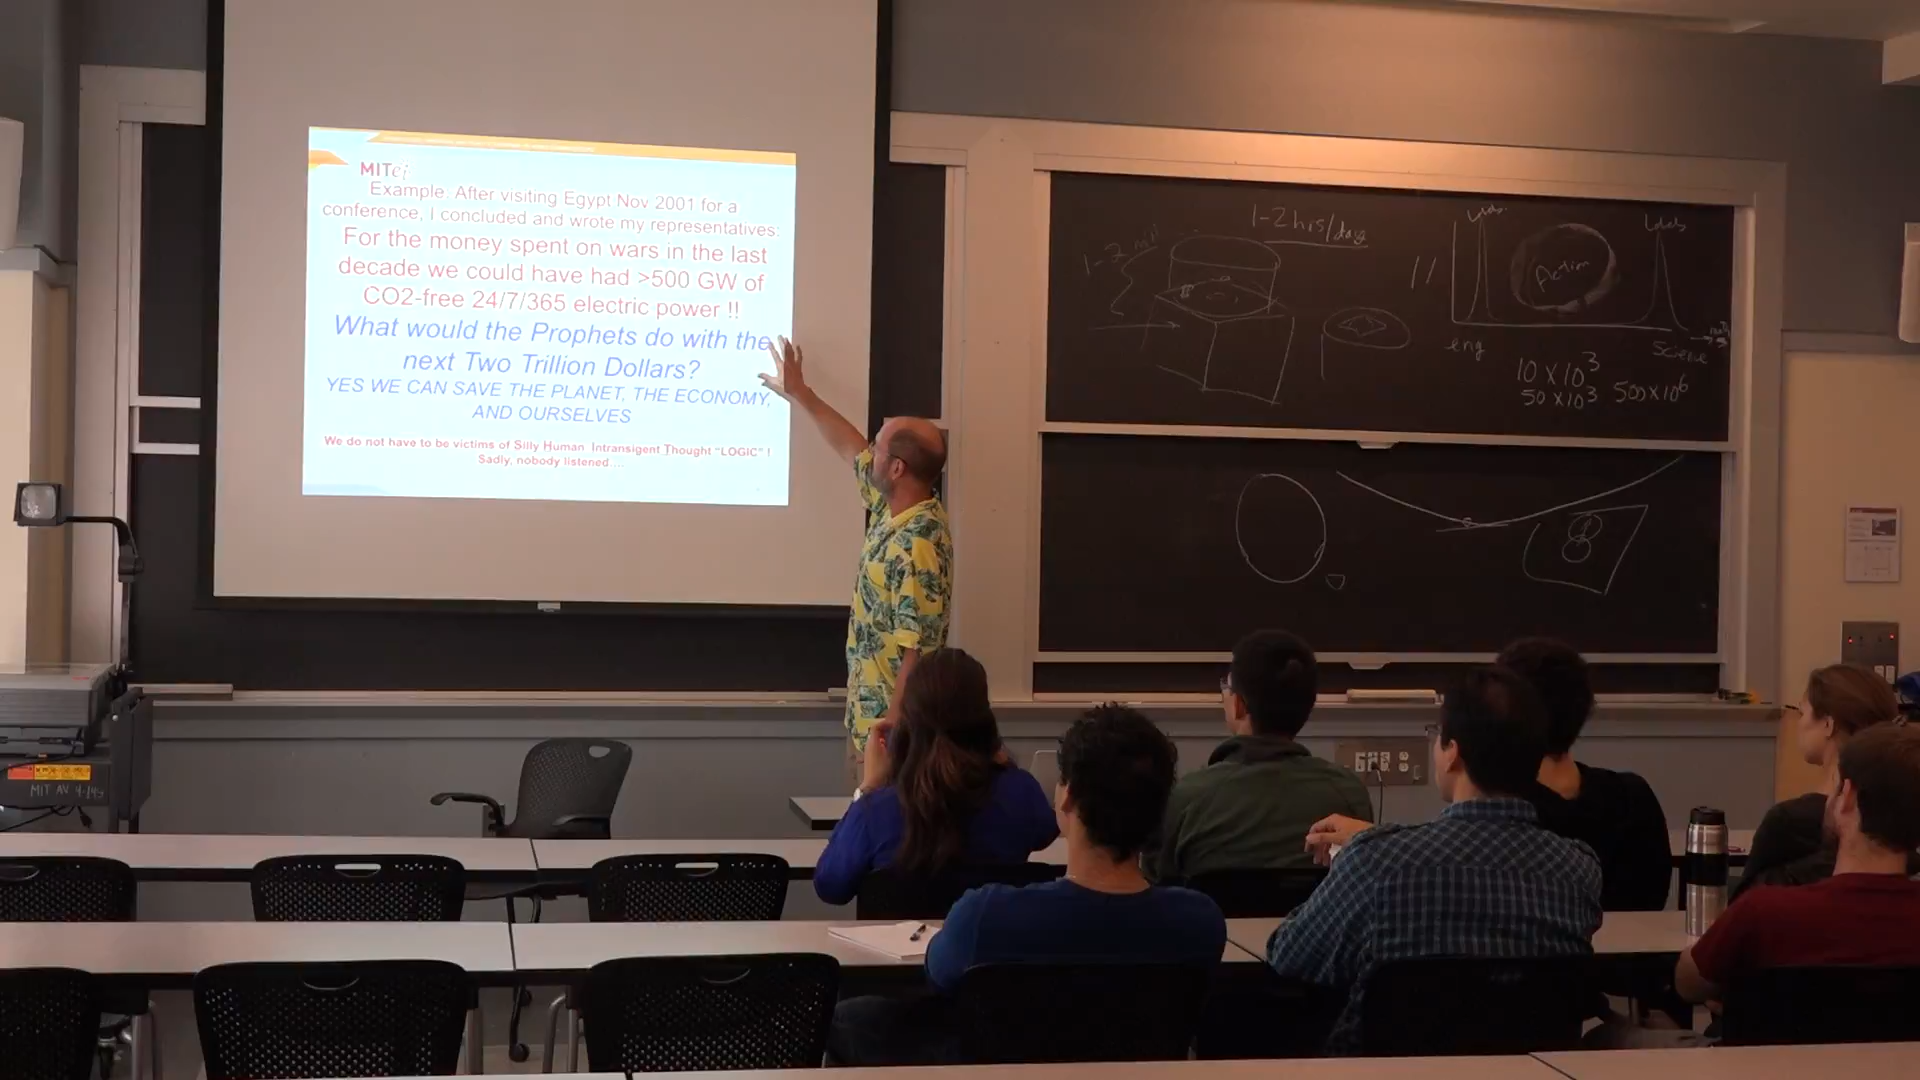 MITei
Example. After visiting Egypt Nov 2001 for a
conference, I concluded and wrote my representatives:
For the money spent on wars in the last
decade we could have had >500 GW of
CO2-free 24/7/365 electric power !!
What would the Prophets do with the
next Two Trillion Dollars?
YES WE CAN SAVE THE PLANET, THE ECONOMY,
AND OURSELVES
We do not have to be victims of Silly Human Intransigent Thought “LOGIC” !
Sadly, nobody listened....
1-2 hrs/day
Action
eng
Science
10 x 10³
50 x 10³
500 x 10⁶
8
MIT AV 4-145